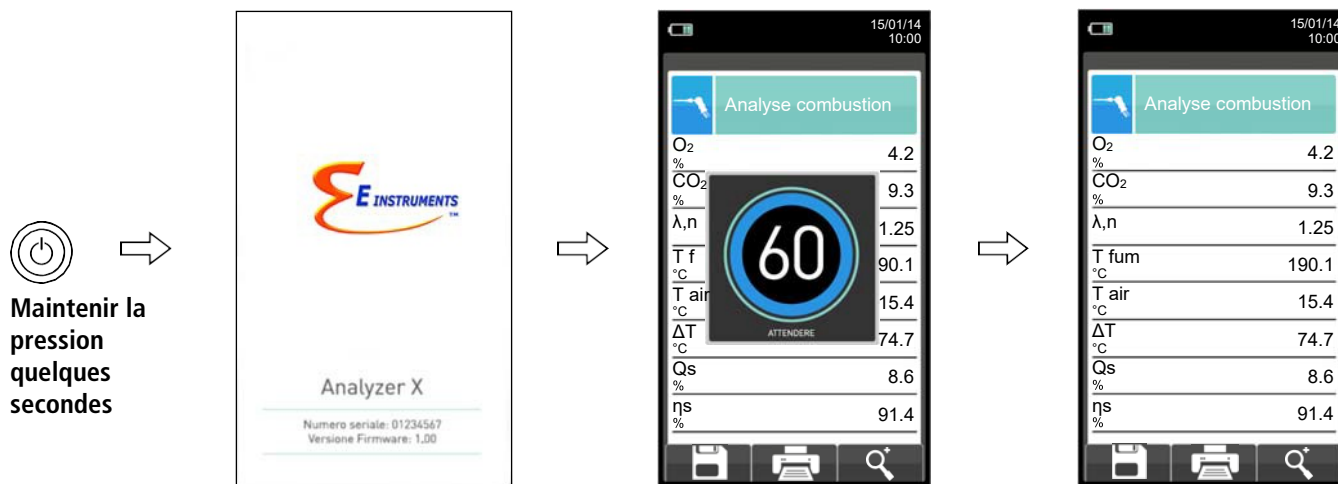 Maintenir la
pression
quelques
secondes
E INSTRUMENTS
TM
Analyzer X
Numero seriale: 01234567
Versione Firmware: 1.00
15/01/14
10:00
Analyse combustion
O2
% 4.2
CO2
% 9.3
λ,n 1.25
T f
°C 90.1
T air
°C 15.4
ΔT
°C 74.7
Qs
% 8.6
ηs
% 91.4
60
ATTENDERE
15/01/14
10:00
Analyse combustion
O2
% 4.2
CO2
% 9.3
λ,n 1.25
T fum
°C 190.1
T air
°C 15.4
ΔT
°C 74.7
Qs
% 8.6
ηs
% 91.4